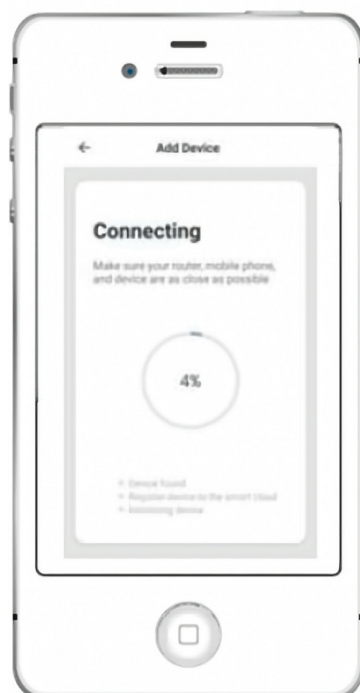 Add Device
Connecting
Make sure your router, mobile phone,
and device are as close as possible
4%
Device found
Register device to the smart cloud
Initializing device